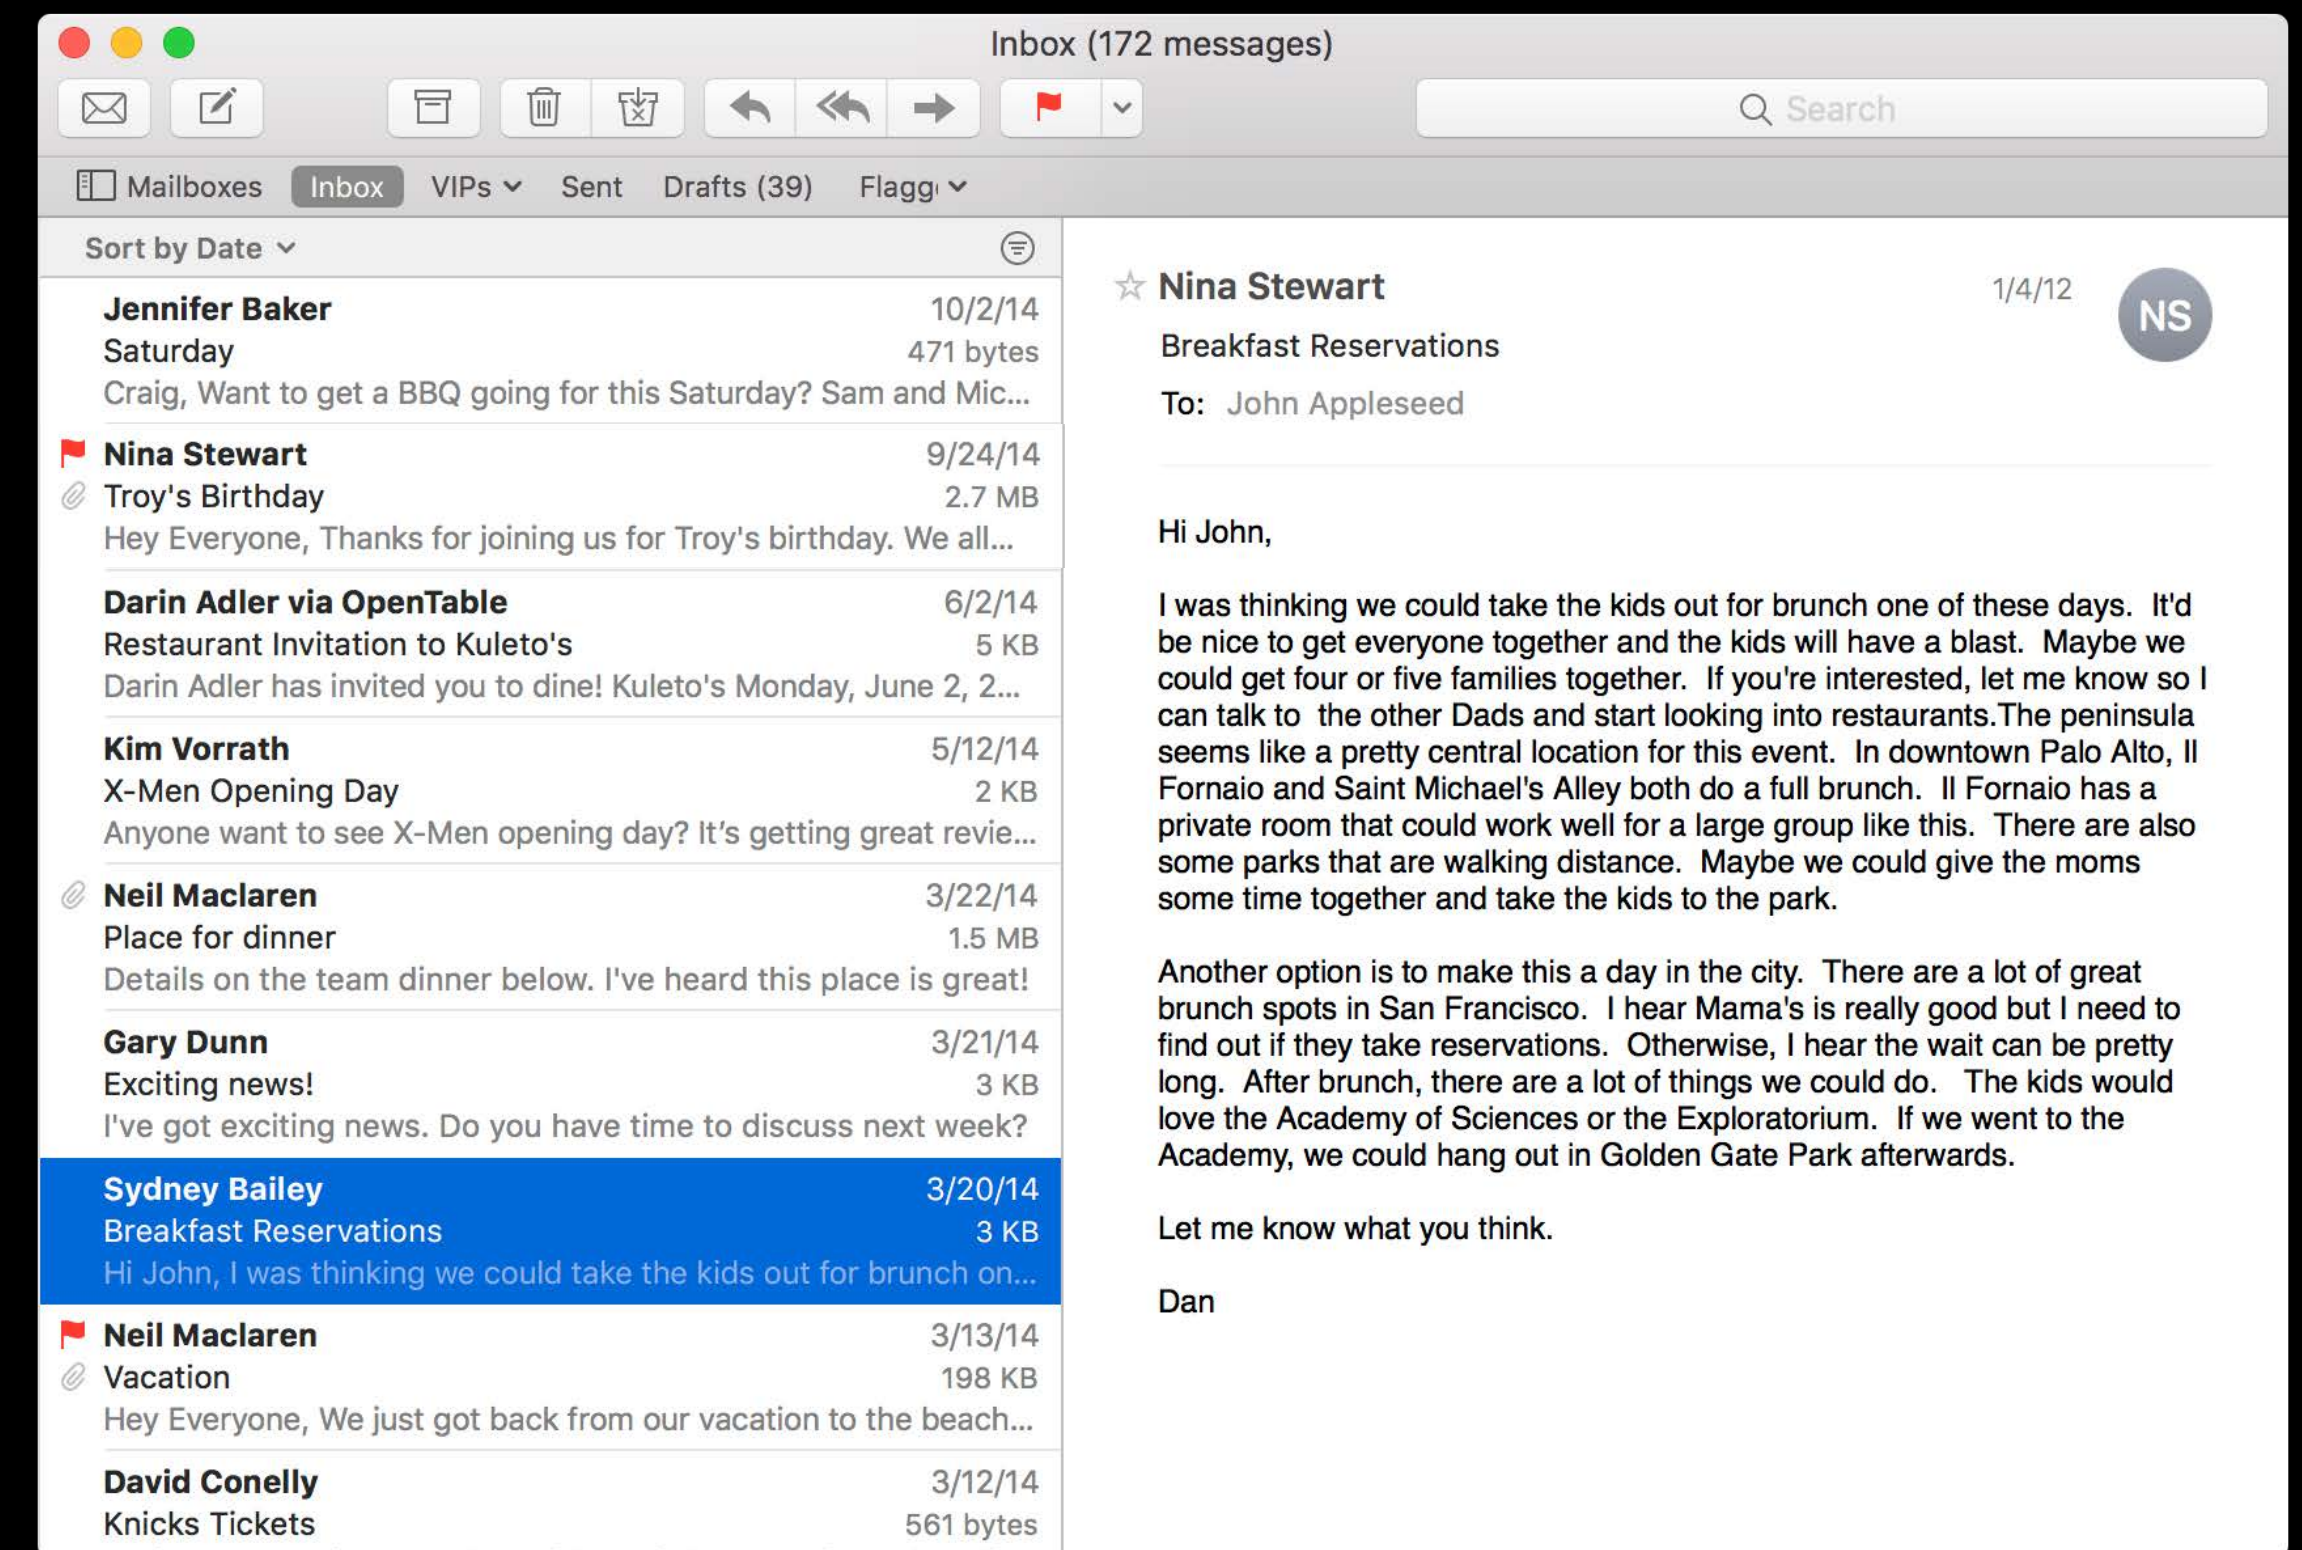 Inbox (172 messages)
Search
Mailboxes Inbox VIPs Sent Drafts (39) Flagg
Sort by Date
Jennifer Baker 10/2/14
Saturday 471 bytes
Craig, Want to get a BBQ going for this Saturday? Sam and Mic...
Nina Stewart 9/24/14
Troy's Birthday 2.7 MB
Hey Everyone, Thanks for joining us for Troy's birthday. We all...
Darin Adler via OpenTable 6/2/14
Restaurant Invitation to Kuleto's 5 KB
Darin Adler has invited you to dine! Kuleto's Monday, June 2, 2...
Kim Vorrath 5/12/14
X-Men Opening Day 2 KB
Anyone want to see X-Men opening day? It’s getting great revie...
Neil Maclaren 3/22/14
Place for dinner 1.5 MB
Details on the team dinner below. I've heard this place is great!
Gary Dunn 3/21/14
Exciting news! 3 KB
I've got exciting news. Do you have time to discuss next week?
Sydney Bailey 3/20/14
Breakfast Reservations 3 KB
Hi John, I was thinking we could take the kids out for brunch on...
Neil Maclaren 3/13/14
Vacation 198 KB
Hey Everyone, We just got back from our vacation to the beach...
David Conelly 3/12/14
Knicks Tickets 561 bytes
Nina Stewart 1/4/12
NS
Breakfast Reservations
To: John Appleseed
Hi John,
I was thinking we could take the kids out for brunch one of these days.  It'd
be nice to get everyone together and the kids will have a blast.  Maybe we
could get four or five families together.  If you're interested, let me know so I
can talk to  the other Dads and start looking into restaurants.The peninsula
seems like a pretty central location for this event.  In downtown Palo Alto, Il
Fornaio and Saint Michael's Alley both do a full brunch.  Il Fornaio has a
private room that could work well for a large group like this.  There are also
some parks that are walking distance.  Maybe we could give the moms
some time together and take the kids to the park.
Another option is to make this a day in the city.  There are a lot of great
brunch spots in San Francisco.  I hear Mama's is really good but I need to
find out if they take reservations.  Otherwise, I hear the wait can be pretty
long.  After brunch, there are a lot of things we could do.   The kids would
love the Academy of Sciences or the Exploratorium.  If we went to the
Academy, we could hang out in Golden Gate Park afterwards.
Let me know what you think.
Dan